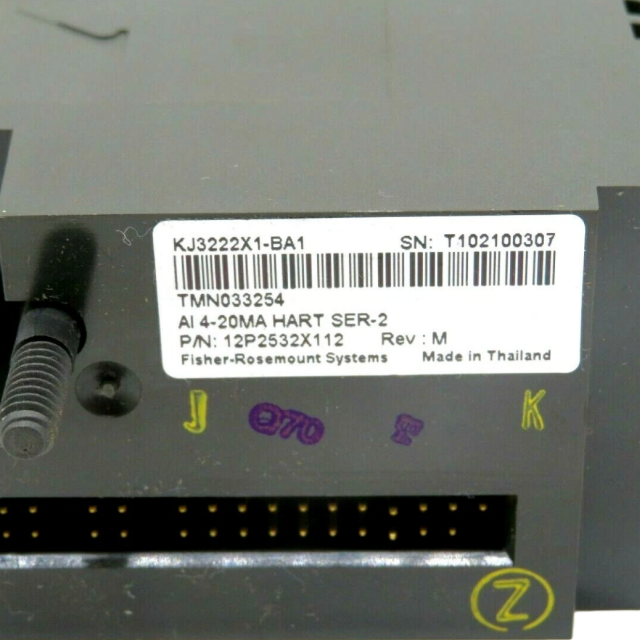 KJ3222X1-BA1 SN: T102100307
TMN033254
AI 4-20MA HART SER-2
P/N: 12P2532X112 Rev : M
Fisher-Rosemount Systems Made in Thailand
J Q70 K
Z